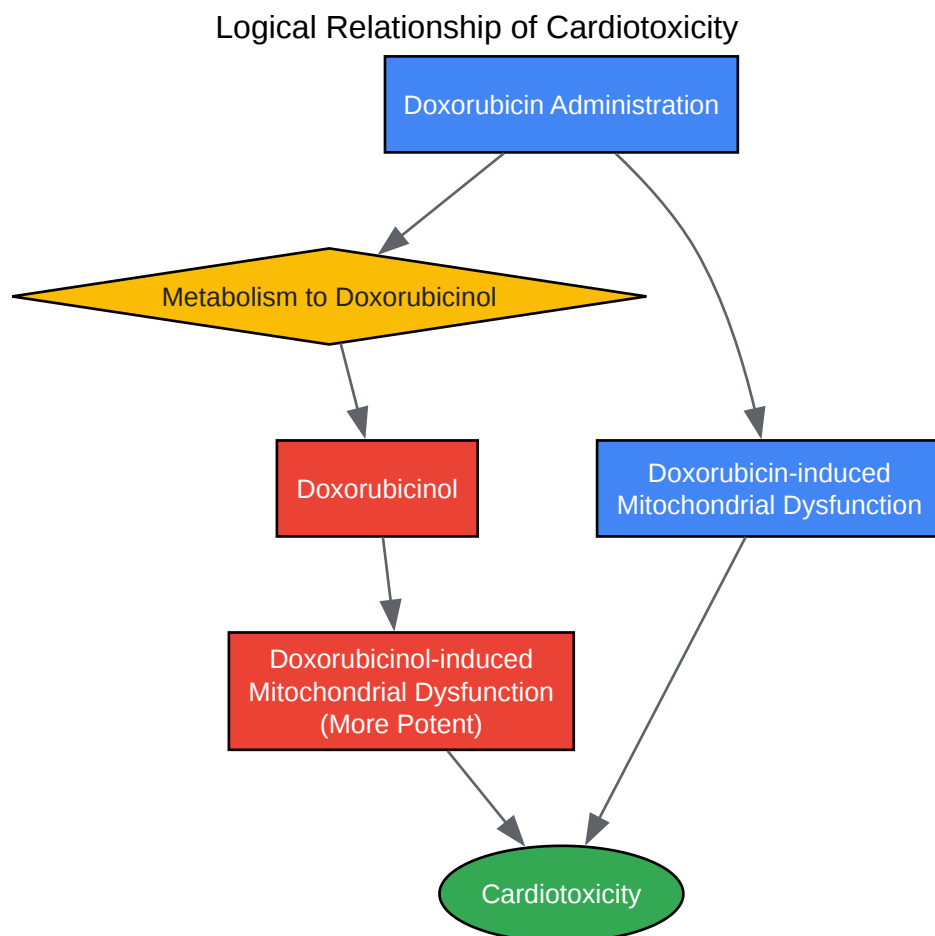 Logical Relationship of Cardiotoxicity
Doxorubicin Administration
Metabolism to Doxorubicinol
Doxorubicinol
Doxorubicin-induced
Mitochondrial Dysfunction
Doxorubicinol-induced
Mitochondrial Dysfunction
(More Potent)
Cardiotoxicity